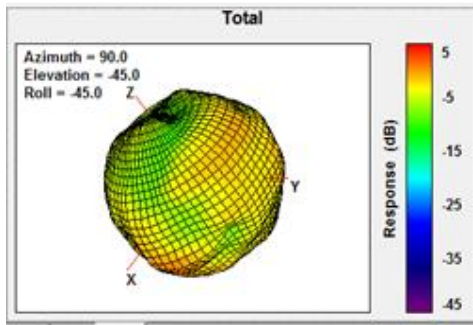 Total
Azimuth = 90.0
Elevation = -45.0
Roll = -45.0
Z
Y
X
5
-5
-15
-25
-35
-45
Response (dB)